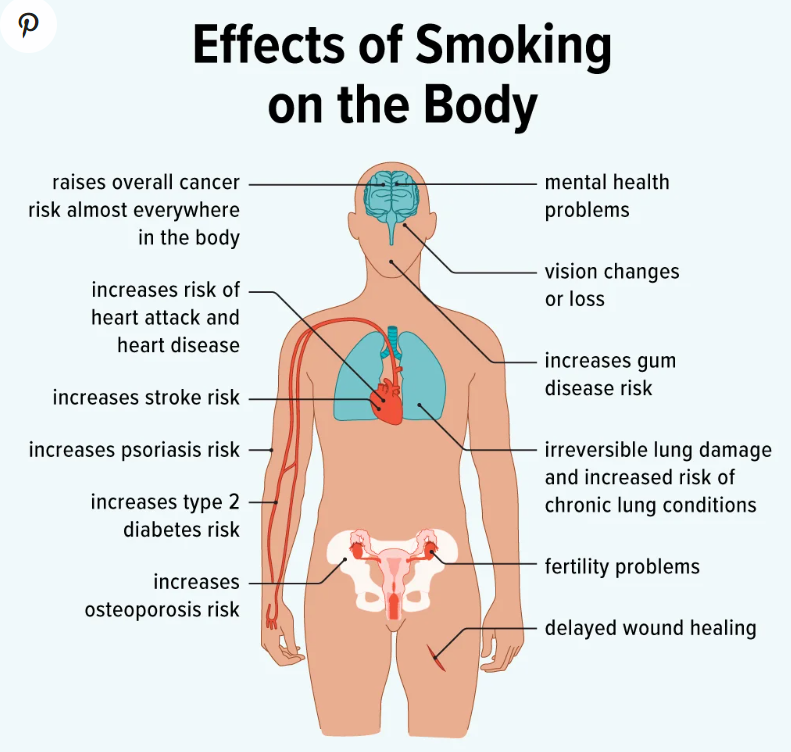 Effects of Smoking
on the Body
raises overall cancer
risk almost everywhere
in the body
increases risk of
heart attack and
heart disease
increases stroke risk
increases psoriasis risk
increases type 2
diabetes risk
increases
osteoporosis risk
mental health
problems
vision changes
or loss
increases gum
disease risk
irreversible lung damage
and increased risk of
chronic lung conditions
fertility problems
delayed wound healing